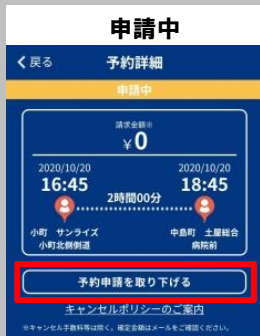 申請中
く戻る 予約詳細
申請中
請求金額※
¥0
2020/10/20 2020/10/20
16:45 18:45
2時間00分
小町 サンライズ 中島町 土屋総合
小町北側側道 病院前
予約申請を取り下げる
キャンセルポリシーのご案内
※キャンセル手数料等は除く。確定金額はメールをご確認ください。